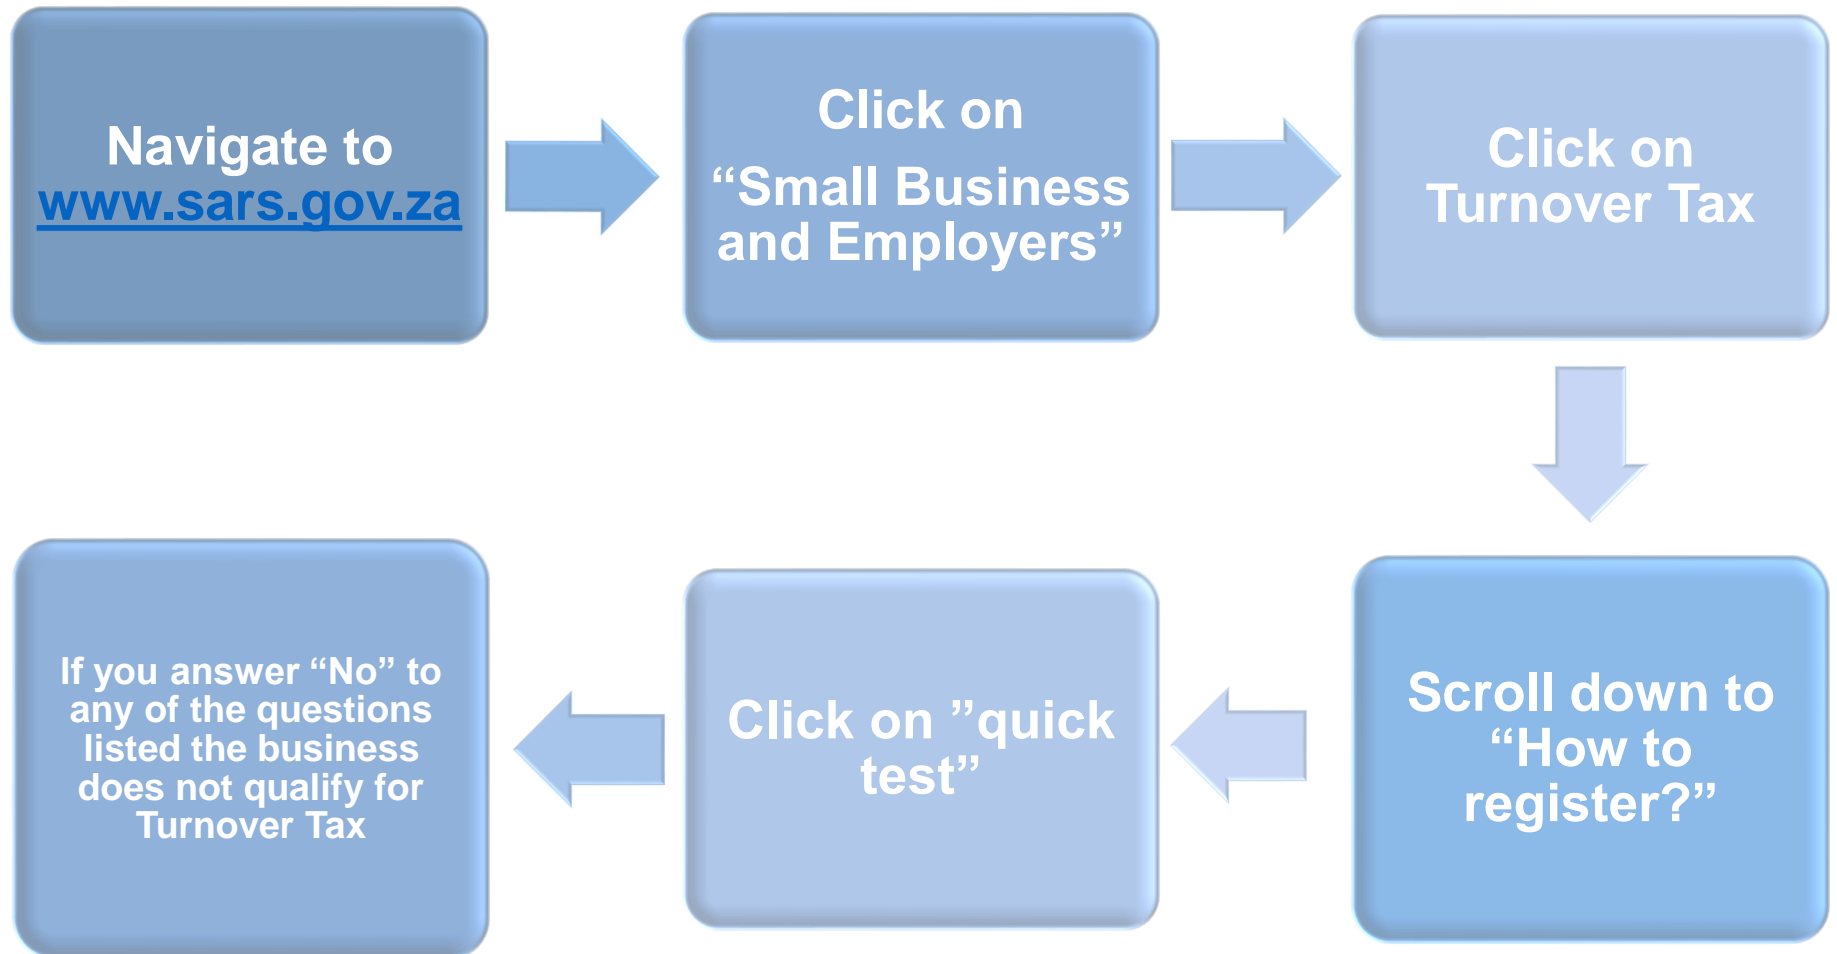 Navigate to
www.sars.gov.za
Click on
“Small Business
and Employers”
Click on
Turnover Tax
Scroll down to
“How to
register?”
Click on ”quick
test”
If you answer “No” to
any of the questions
listed the business
does not qualify for
Turnover Tax